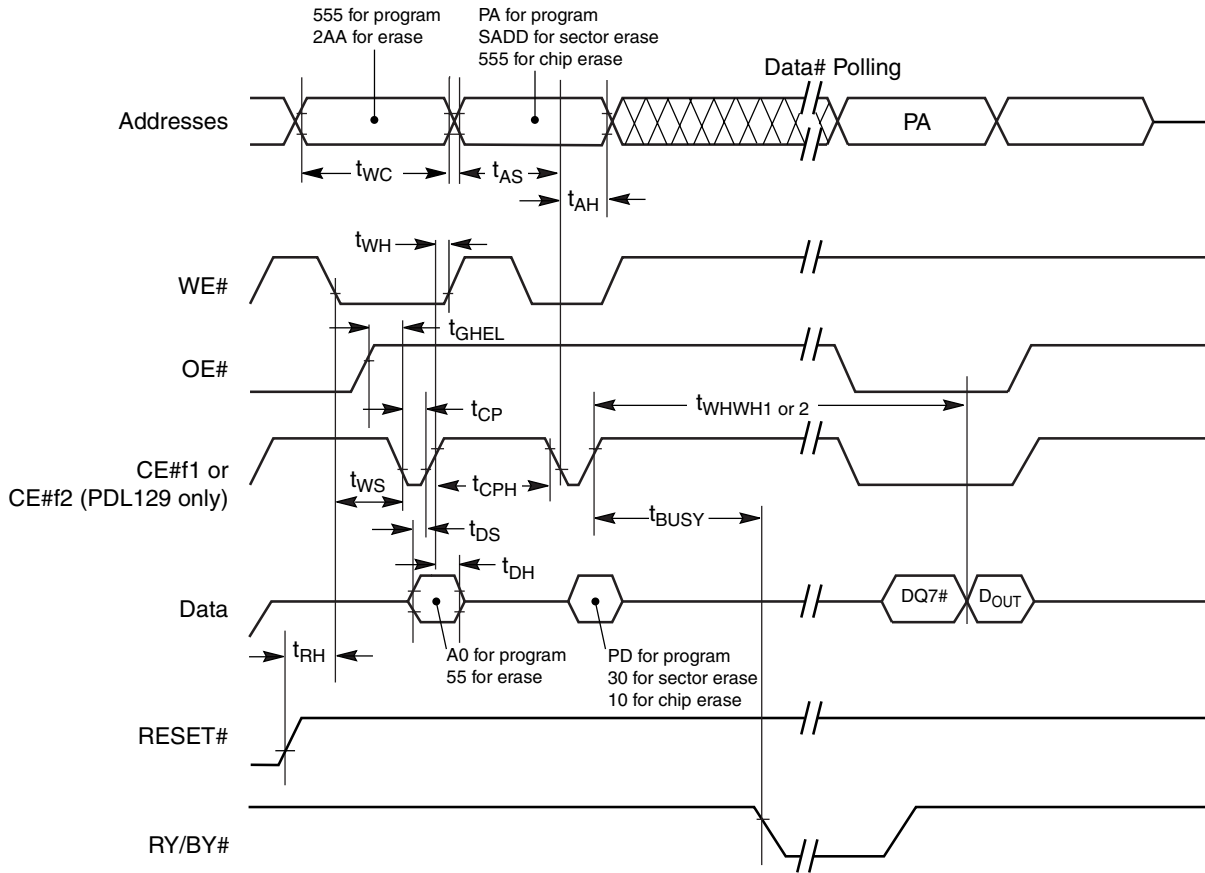 555 for program
2AA for erase
PA for program
SADD for sector erase
555 for chip erase
Data# Polling
Addresses
PA
tWC
tAS
tAH
tWH
WE#
tGHEL
OE#
tCP
tWHWH1 or 2
CE#f1 or
CE#f2 (PDL129 only)
tWS
tCPH
tBUSY
tDS
tDH
Data
DQ7#
DOUT
tRH
A0 for program
55 for erase
PD for program
30 for sector erase
10 for chip erase
RESET#
RY/BY#